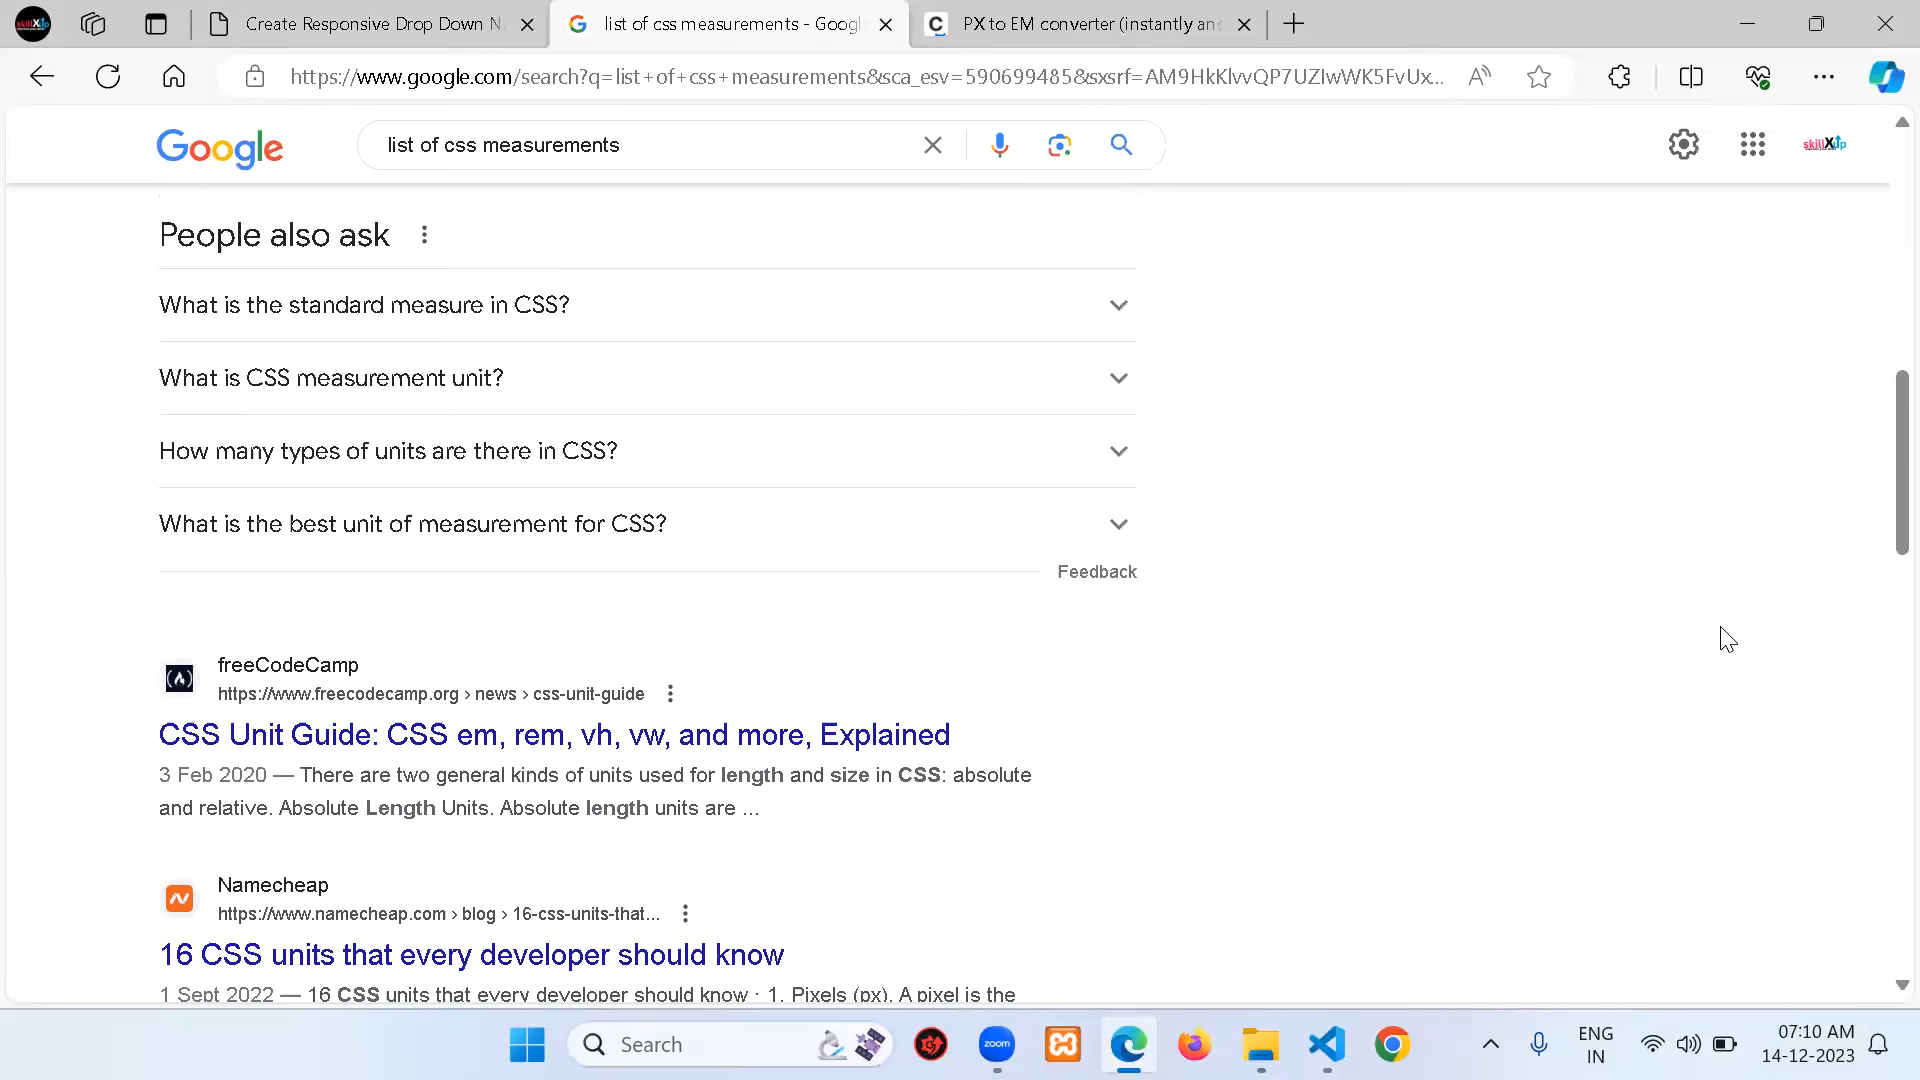 Create Responsive Drop Down N
list of css measurements - Googl
PX to EM converter (instantly an
https://www.google.com/search?q=list+of+css+measurements&sca_esv=590699485&sxsrf=AM9HkKlvvQP7UZIwWK5FvUx...
Google
list of css measurements
skillXUp
People also ask
What is the standard measure in CSS?
What is CSS measurement unit?
How many types of units are there in CSS?
What is the best unit of measurement for CSS?
Feedback
freeCodeCamp
https://www.freecodecamp.org › news › css-unit-guide
CSS Unit Guide: CSS em, rem, vh, vw, and more, Explained
3 Feb 2020 — There are two general kinds of units used for length and size in CSS: absolute
and relative. Absolute Length Units. Absolute length units are ...
Namecheap
https://www.namecheap.com › blog › 16-css-units-that...
16 CSS units that every developer should know
1 Sept 2022 — 16 CSS units that every developer should know · 1. Pixels (px). A pixel is the
Search
zoom
ENG
IN
07:10 AM
14-12-2023